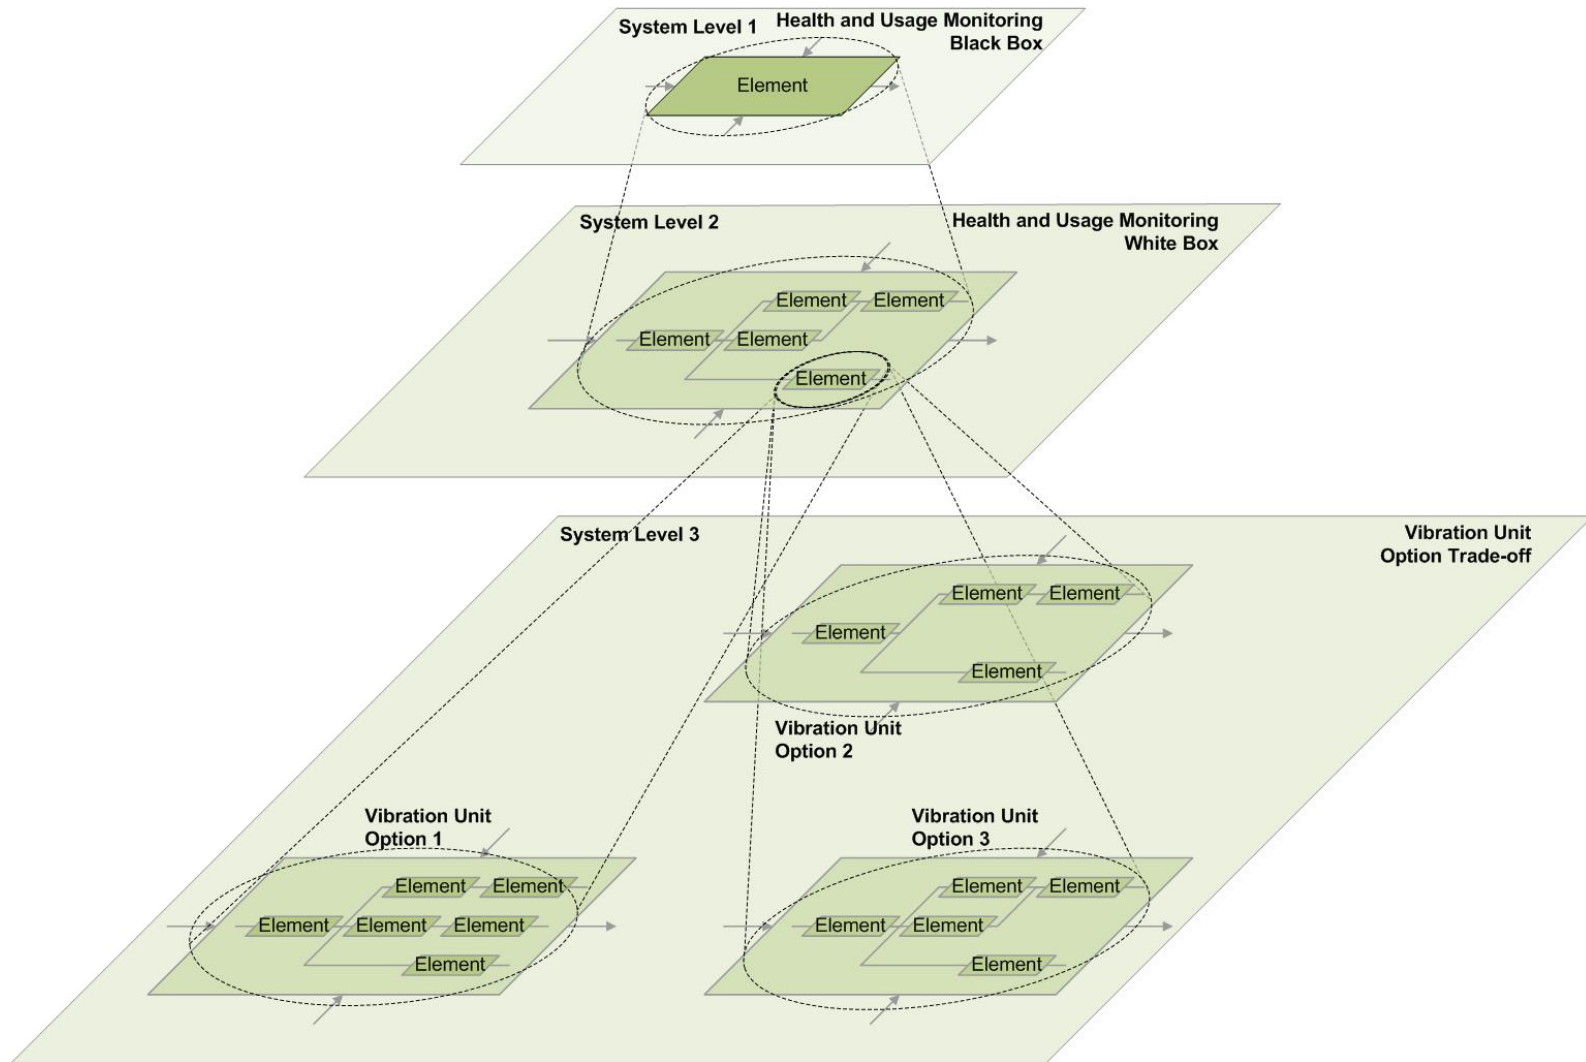 System Level 1
Health and Usage Monitoring
Black Box
Element
System Level 2
Health and Usage Monitoring
White Box
Element
Element
Element
Element
Element
System Level 3
Vibration Unit
Option Trade-off
Element
Element
Element
Element
Vibration Unit
Option 2
Vibration Unit
Option 1
Element
Element
Element
Element
Element
Element
Vibration Unit
Option 3
Element
Element
Element
Element
Element